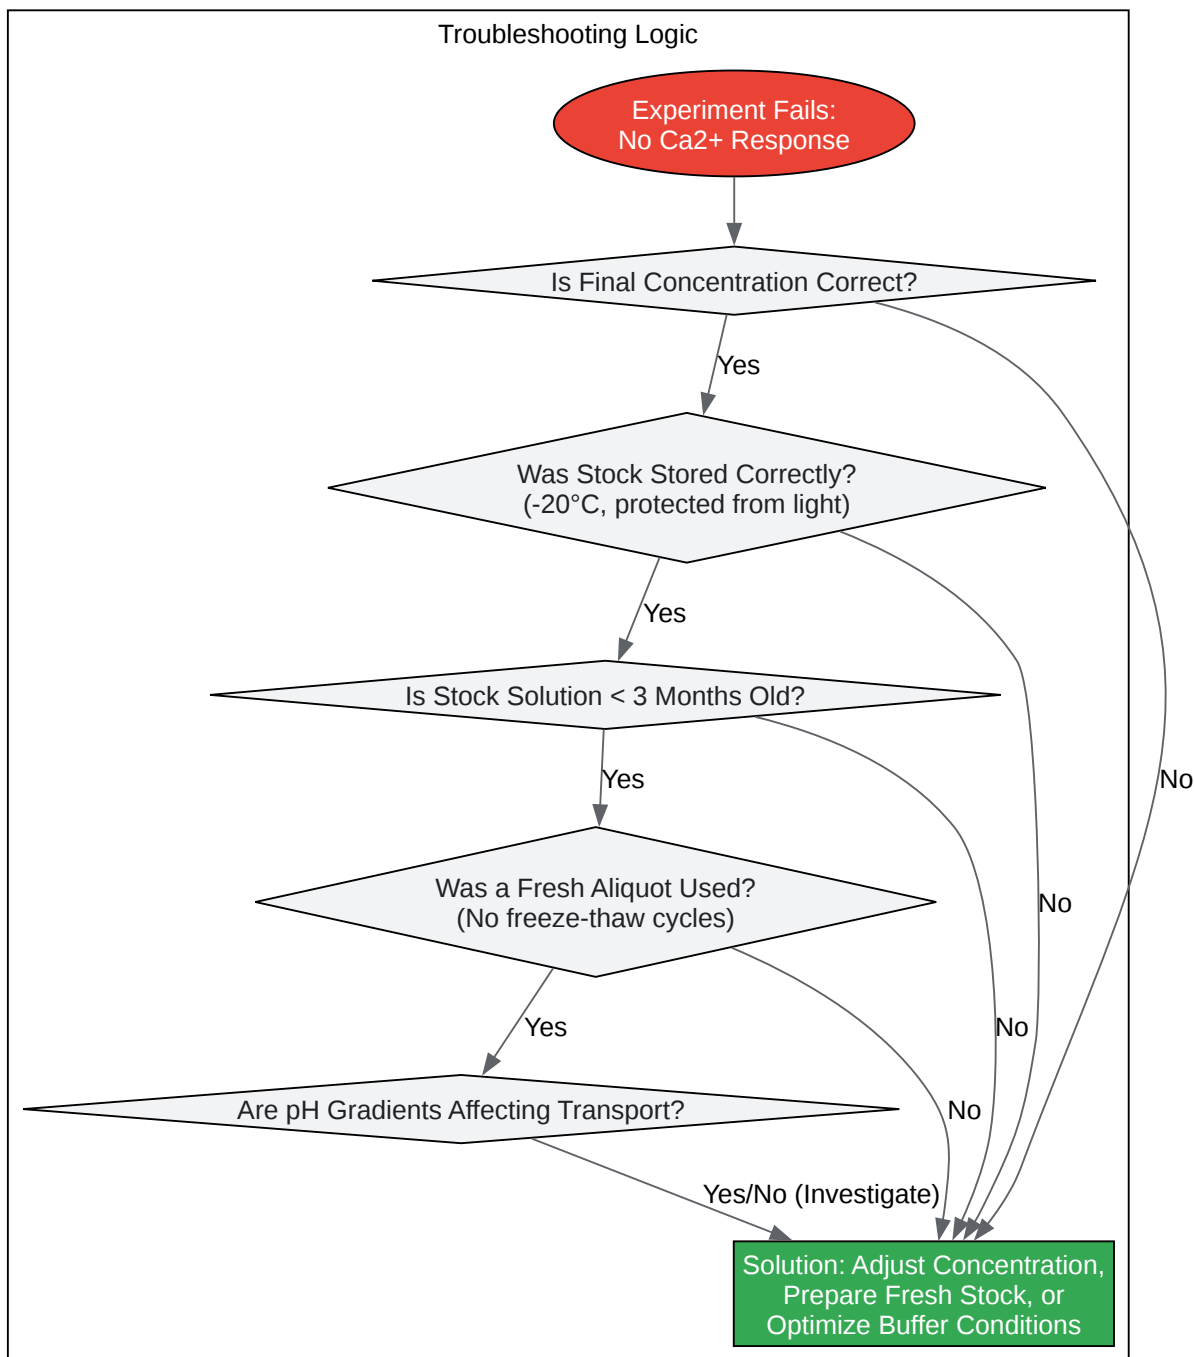 Troubleshooting Logic
Experiment Fails:
No Ca2+ Response
Is Final Concentration Correct?
Yes
Was Stock Stored Correctly?
(-20°C, protected from light)
Yes
Is Stock Solution < 3 Months Old?
Yes
No
Was a Fresh Aliquot Used?
(No freeze-thaw cycles)
No
Yes
No
Are pH Gradients Affecting Transport?
No
Yes/No (Investigate)
Solution: Adjust Concentration,
Prepare Fresh Stock, or
Optimize Buffer Conditions